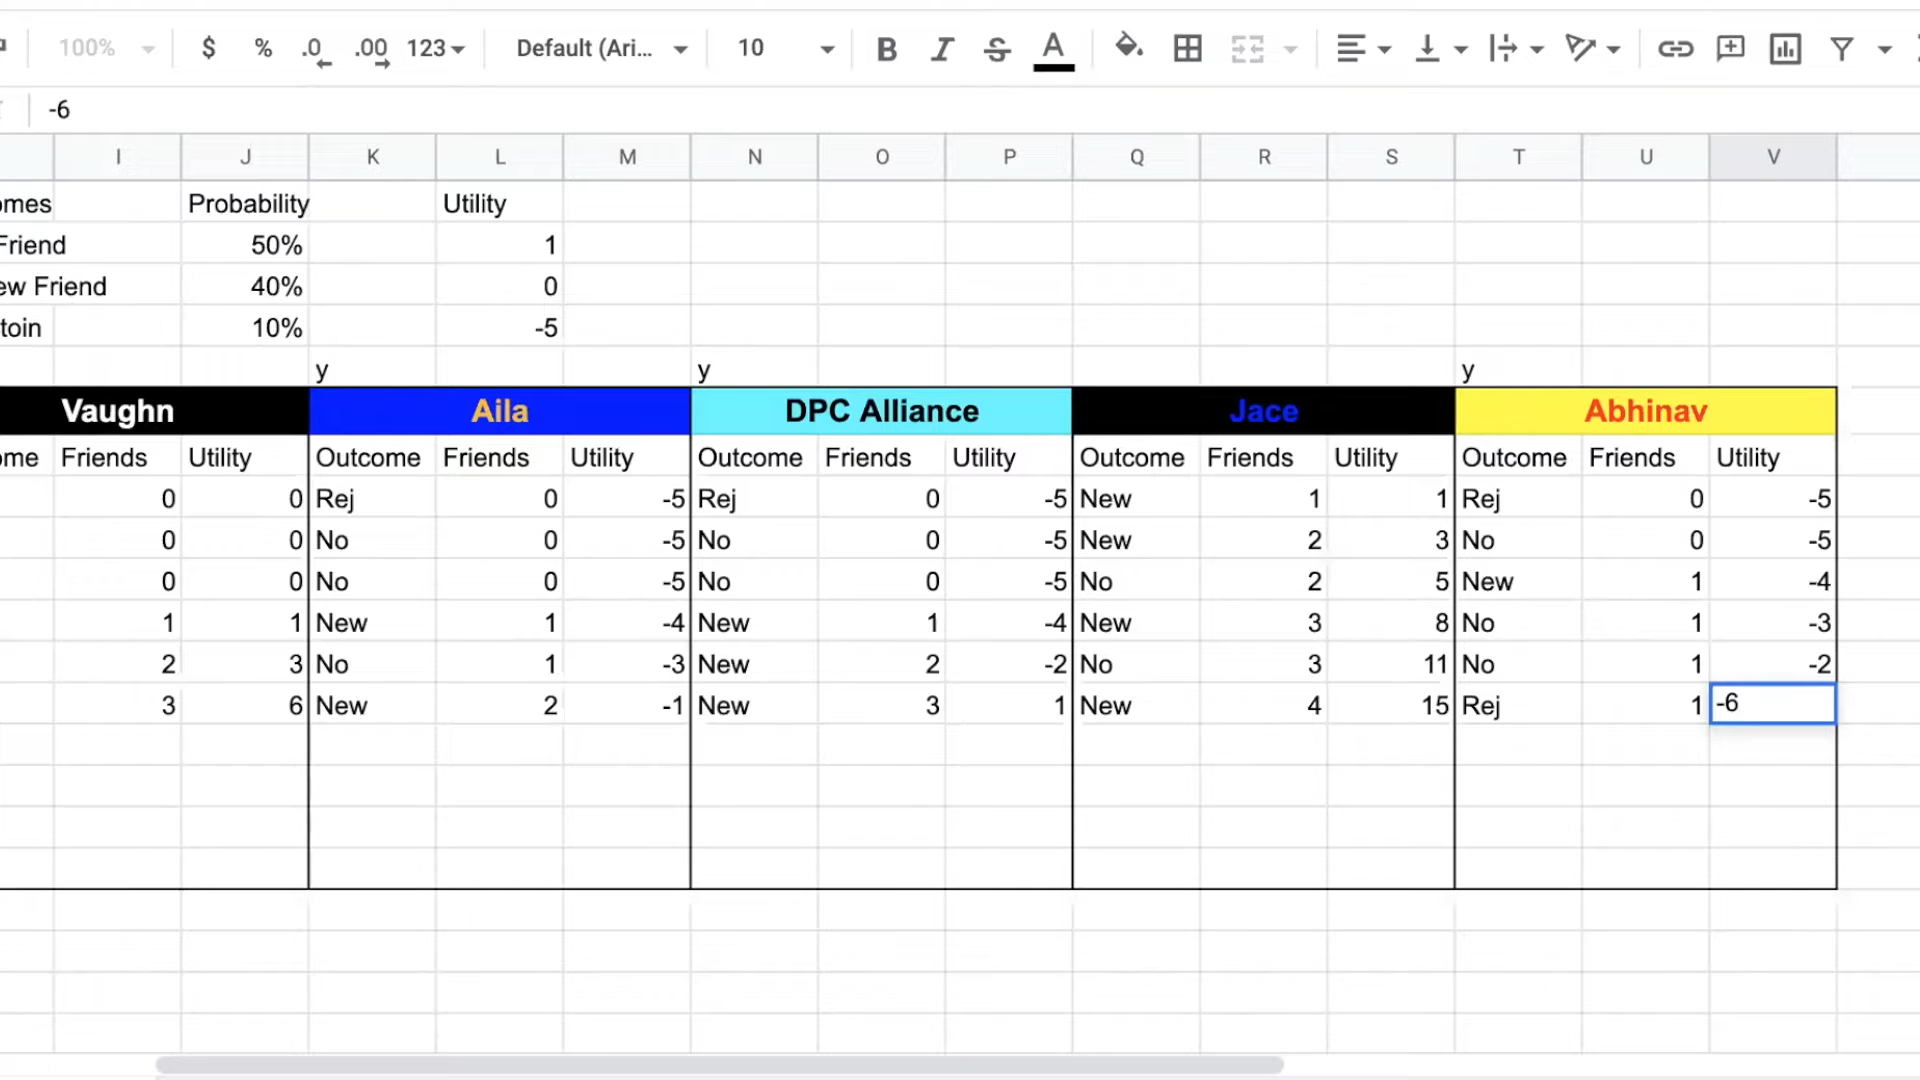 100% $ % .0 .00 123 Default (Ari... 10 B I S A
-6
I J K L M N O P Q R S T U V
omes Probability Utility
Friend 50% 1
ew Friend 40% 0
toin 10% -5
y y y
Vaughn Aila DPC Alliance Jace Abhinav
ome Friends Utility Outcome Friends Utility Outcome Friends Utility Outcome Friends Utility Outcome Friends Utility
0 0 Rej 0 -5 Rej 0 -5 New 1 1 Rej 0 -5
0 0 No 0 -5 No 0 -5 New 2 3 No 0 -5
0 0 No 0 -5 No 0 -5 No 2 5 New 1 -4
1 1 New 1 -4 New 1 -4 New 3 8 No 1 -3
2 3 No 1 -3 New 2 -2 No 3 11 No 1 -2
3 6 New 2 -1 New 3 1 New 4 15 Rej 1 -6